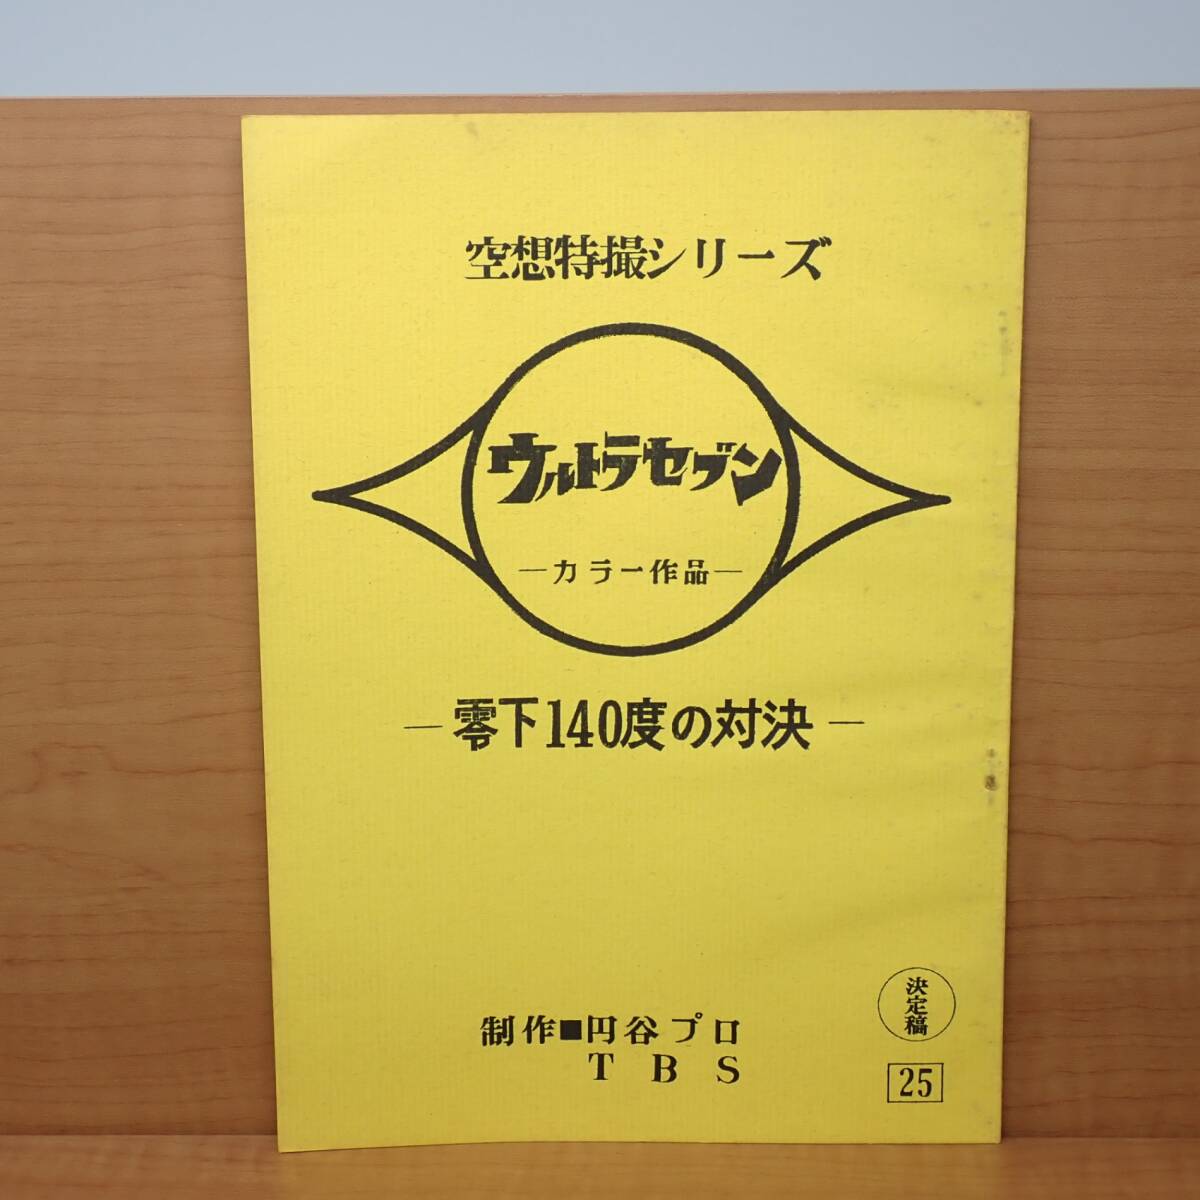 空想特撮シリーズ
ウルトラセブン
―カラー作品―
―零下140度の対決―
決定稿
制作■円谷プロ
TBS
25